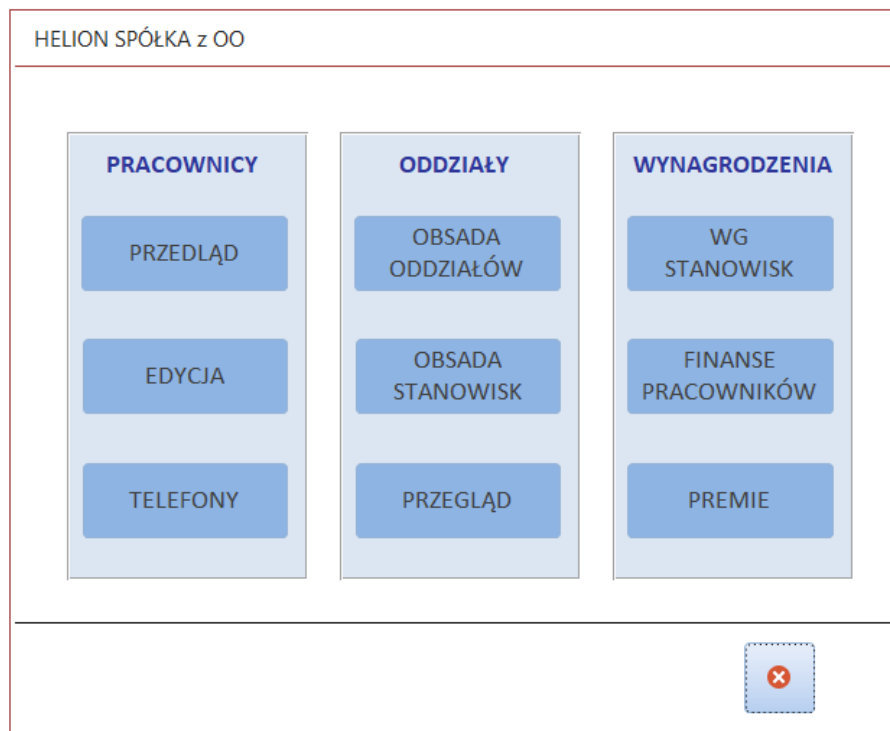 HELION SPÓŁKA z OO
PRACOWNICY
PRZEDLĄD
EDYCJA
TELEFONY
ODDZIAŁY
OBSADA
ODDZIAŁÓW
OBSADA
STANOWISK
PRZEGLĄD
WYNAGRODZENIA
WG
STANOWISK
FINANSE
PRACOWNIKÓW
PREMIE